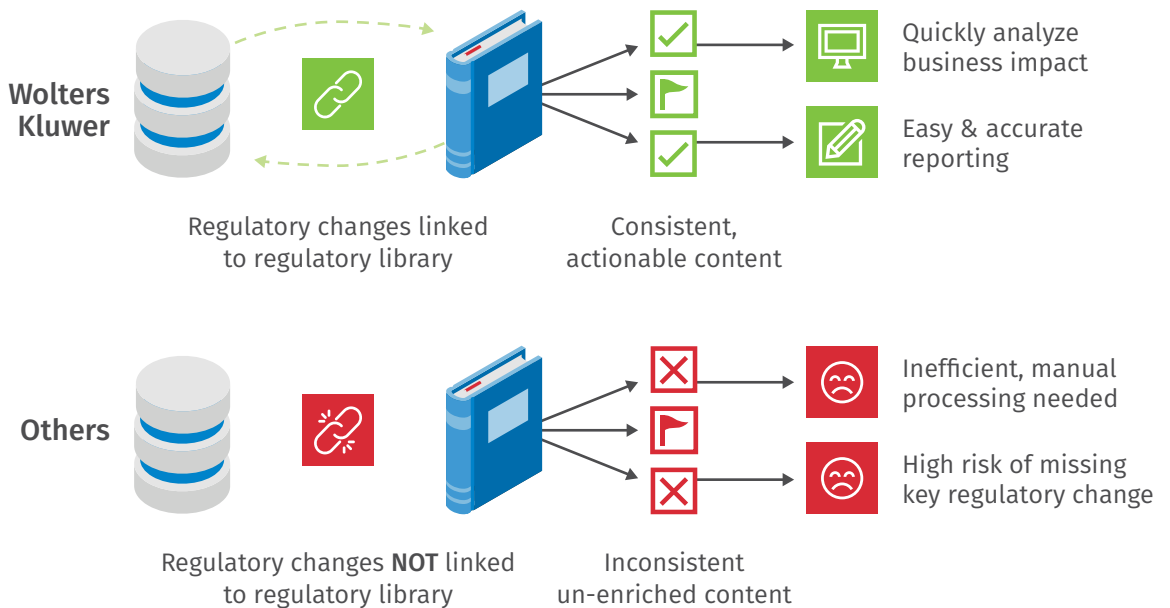 Wolters
Kluwer
Quickly analyze
business impact
Easy & accurate
reporting
Regulatory changes linked
to regulatory library
Consistent,
actionable content
Others
Inefficient, manual
processing needed
High risk of missing
key regulatory change
Regulatory changes NOT linked
to regulatory library
Inconsistent
un-enriched content